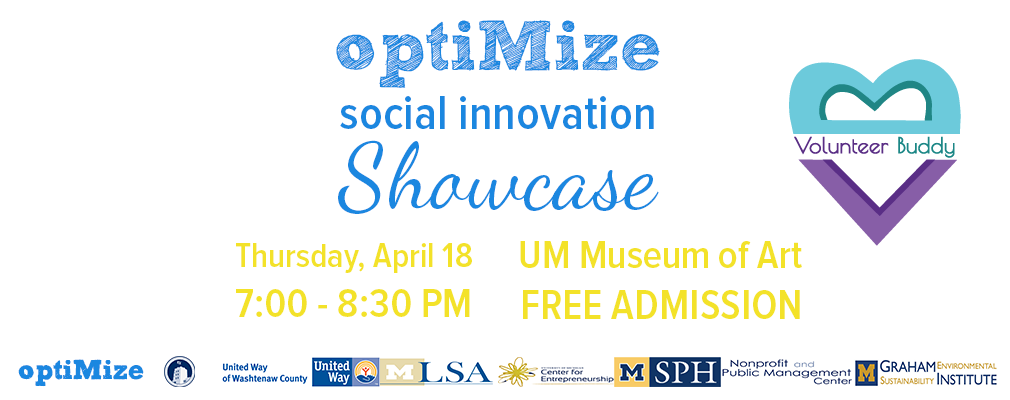 optiMize
social innovation
Showcase
Volunteer Buddy
Thursday, April 18
7:00 - 8:30 PM
UM Museum of Art
FREE ADMISSION
optiMize
United Way
of Washtenaw County
United
Way
M LSA
Center for
Entrepreneurship
M SPH
Nonprofit and
Public Management
Center
M GRAHAM ENVIRONMENTAL
SUSTAINABILITY INSTITUTE